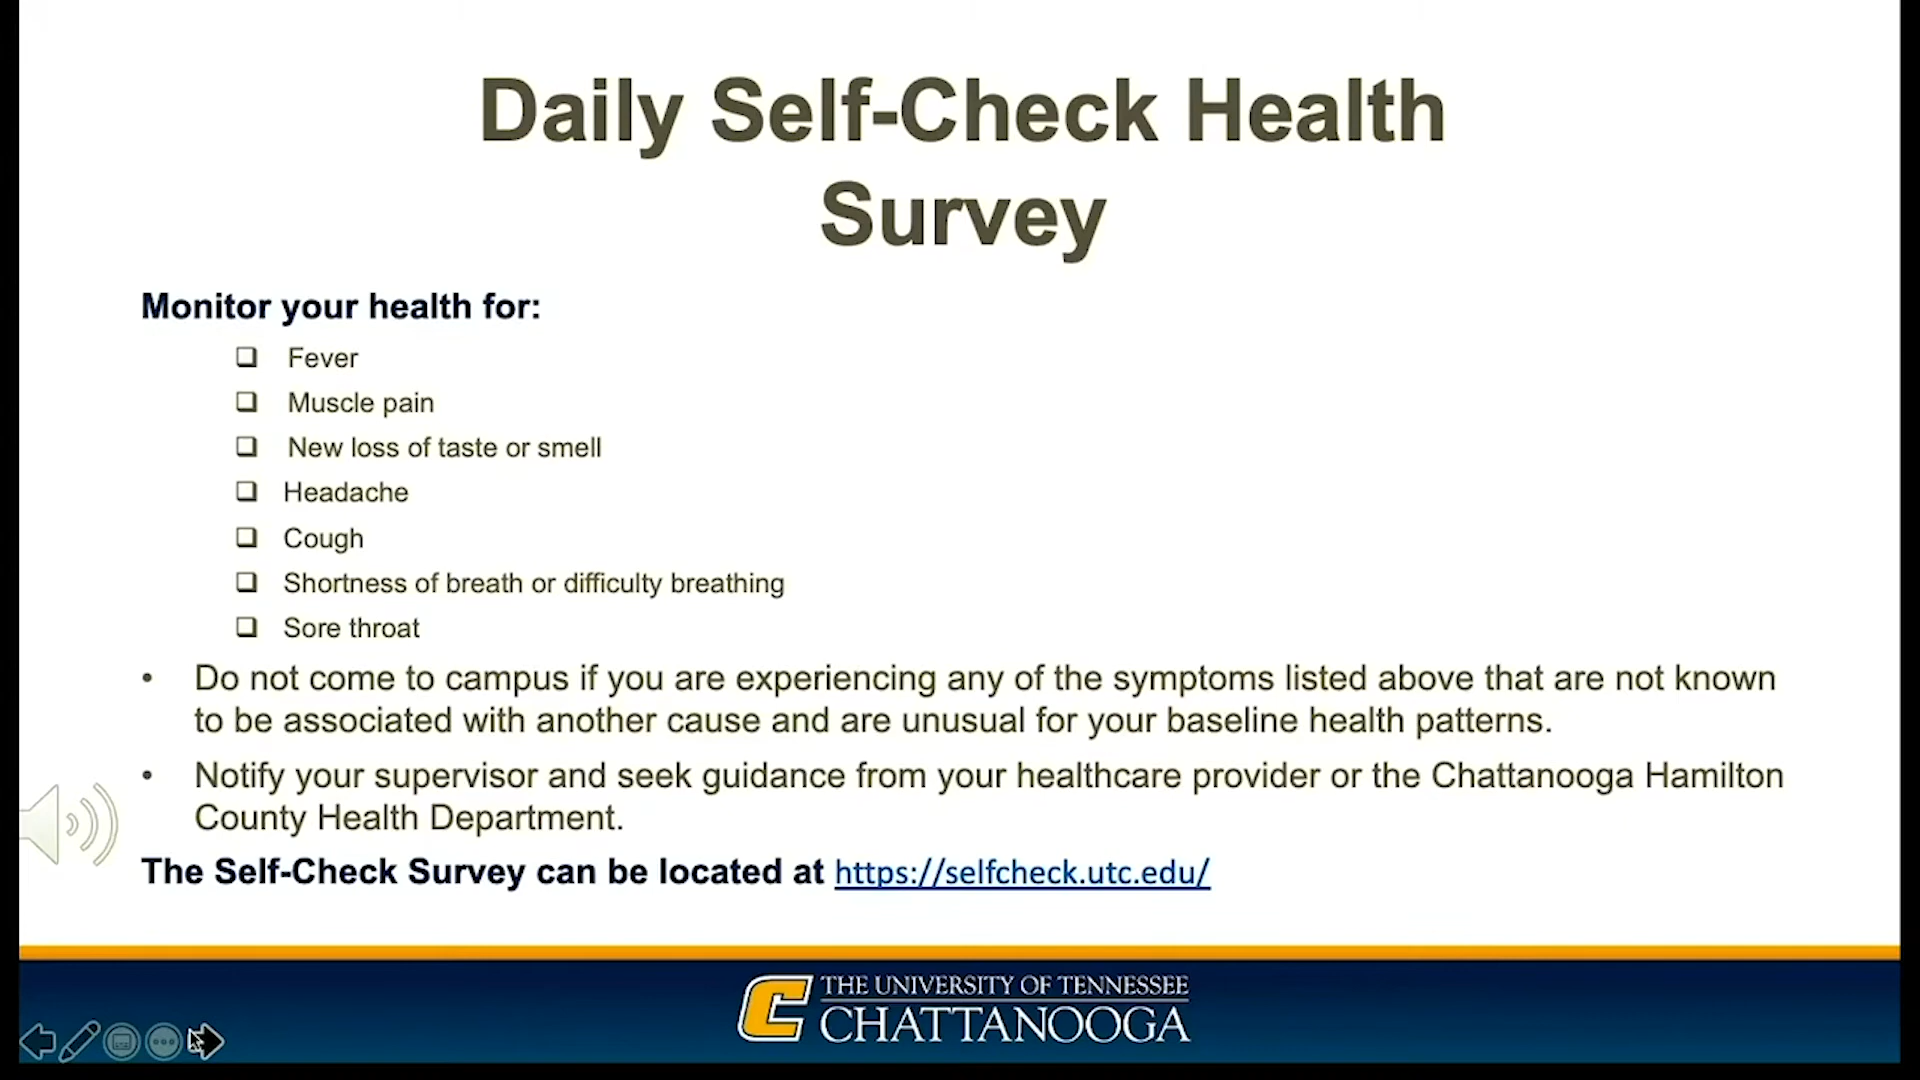 Daily Self-Check Health
Survey
Monitor your health for:
❑ Fever
❑ Muscle pain
❑ New loss of taste or smell
❑ Headache
❑ Cough
❑ Shortness of breath or difficulty breathing
❑ Sore throat
• Do not come to campus if you are experiencing any of the symptoms listed above that are not known
to be associated with another cause and are unusual for your baseline health patterns.
• Notify your supervisor and seek guidance from your healthcare provider or the Chattanooga Hamilton
County Health Department.
The Self-Check Survey can be located at https://selfcheck.utc.edu/
C THE UNIVERSITY OF TENNESSEE
CHATTANOOGA